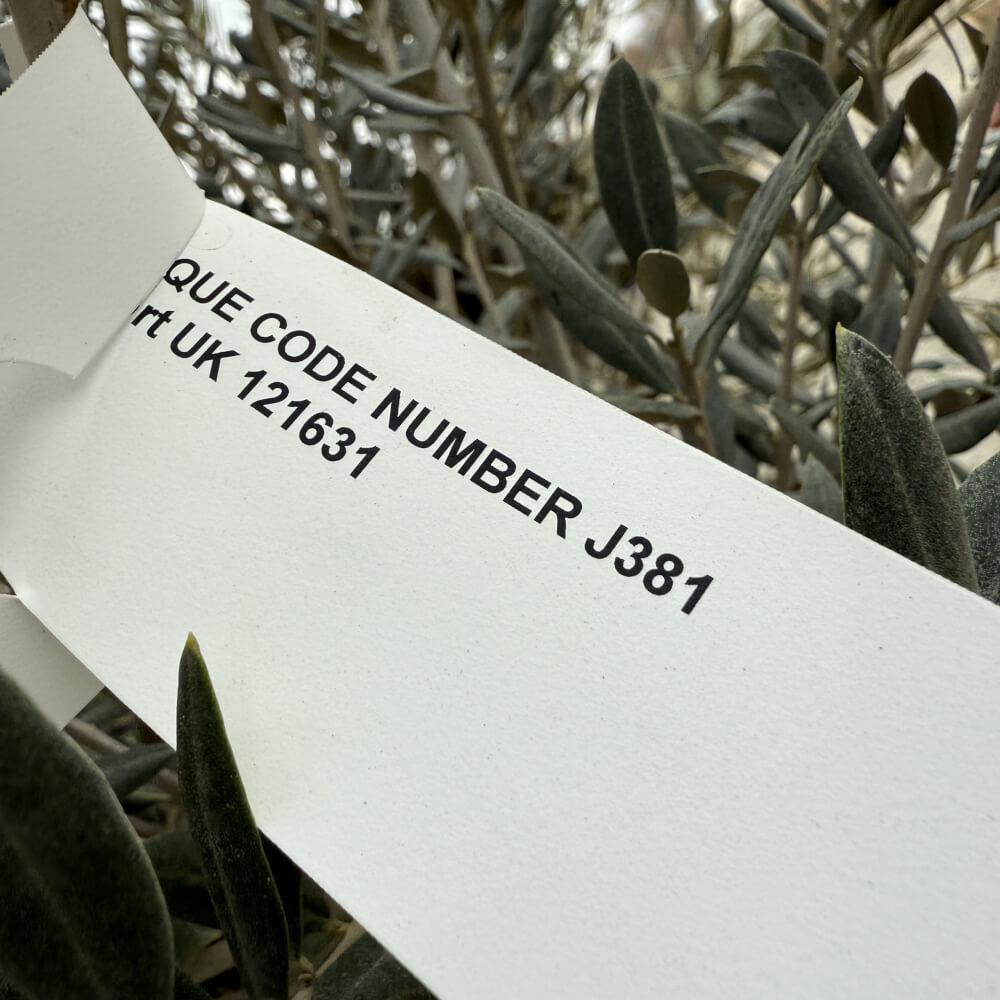 QUE CODE NUMBER J381
rt UK 121631